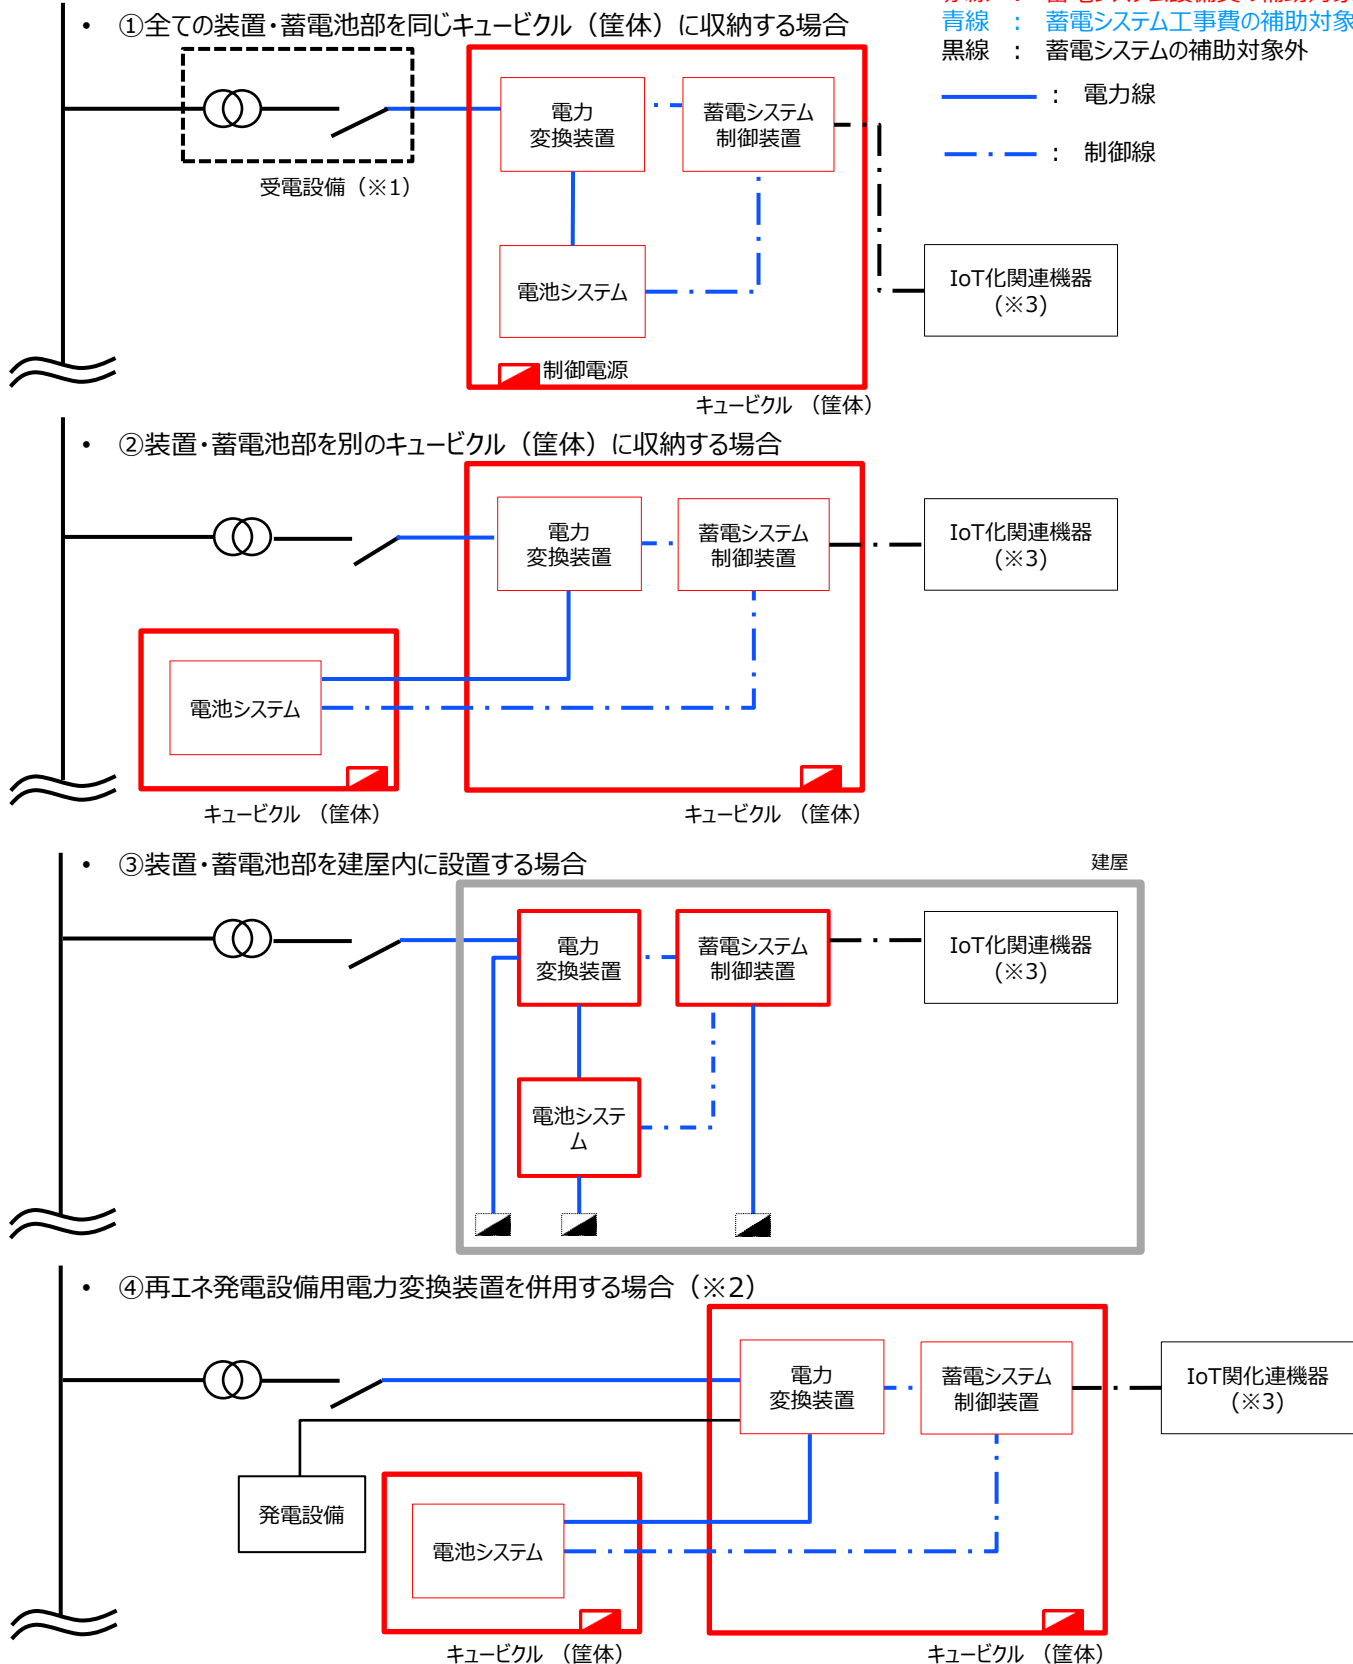 ・ ①全ての装置・蓄電池部を同じキュービクル（筐体）に収納する場合
青線 ： 蓄電システム工事費の補助対象
黒線 ： 蓄電システムの補助対象外
： 電力線
： 制御線
電力
変換装置
蓄電システム
制御装置
受電設備（※1）
電池システム
IoT化関連機器
(※3)
制御電源
キュービクル （筐体）
・ ②装置・蓄電池部を別のキュービクル（筐体）に収納する場合
電力
変換装置
蓄電システム
制御装置
IoT化関連機器
(※3)
電池システム
キュービクル （筐体）
キュービクル （筐体）
・ ③装置・蓄電池部を建屋内に設置する場合
建屋
電力
変換装置
蓄電システム
制御装置
IoT化関連機器
(※3)
電池システ
ム
・ ④再エネ発電設備用電力変換装置を併用する場合（※2）
電力
変換装置
蓄電システム
制御装置
IoT関化連機器
(※3)
発電設備
電池システム
キュービクル （筐体）
キュービクル （筐体）